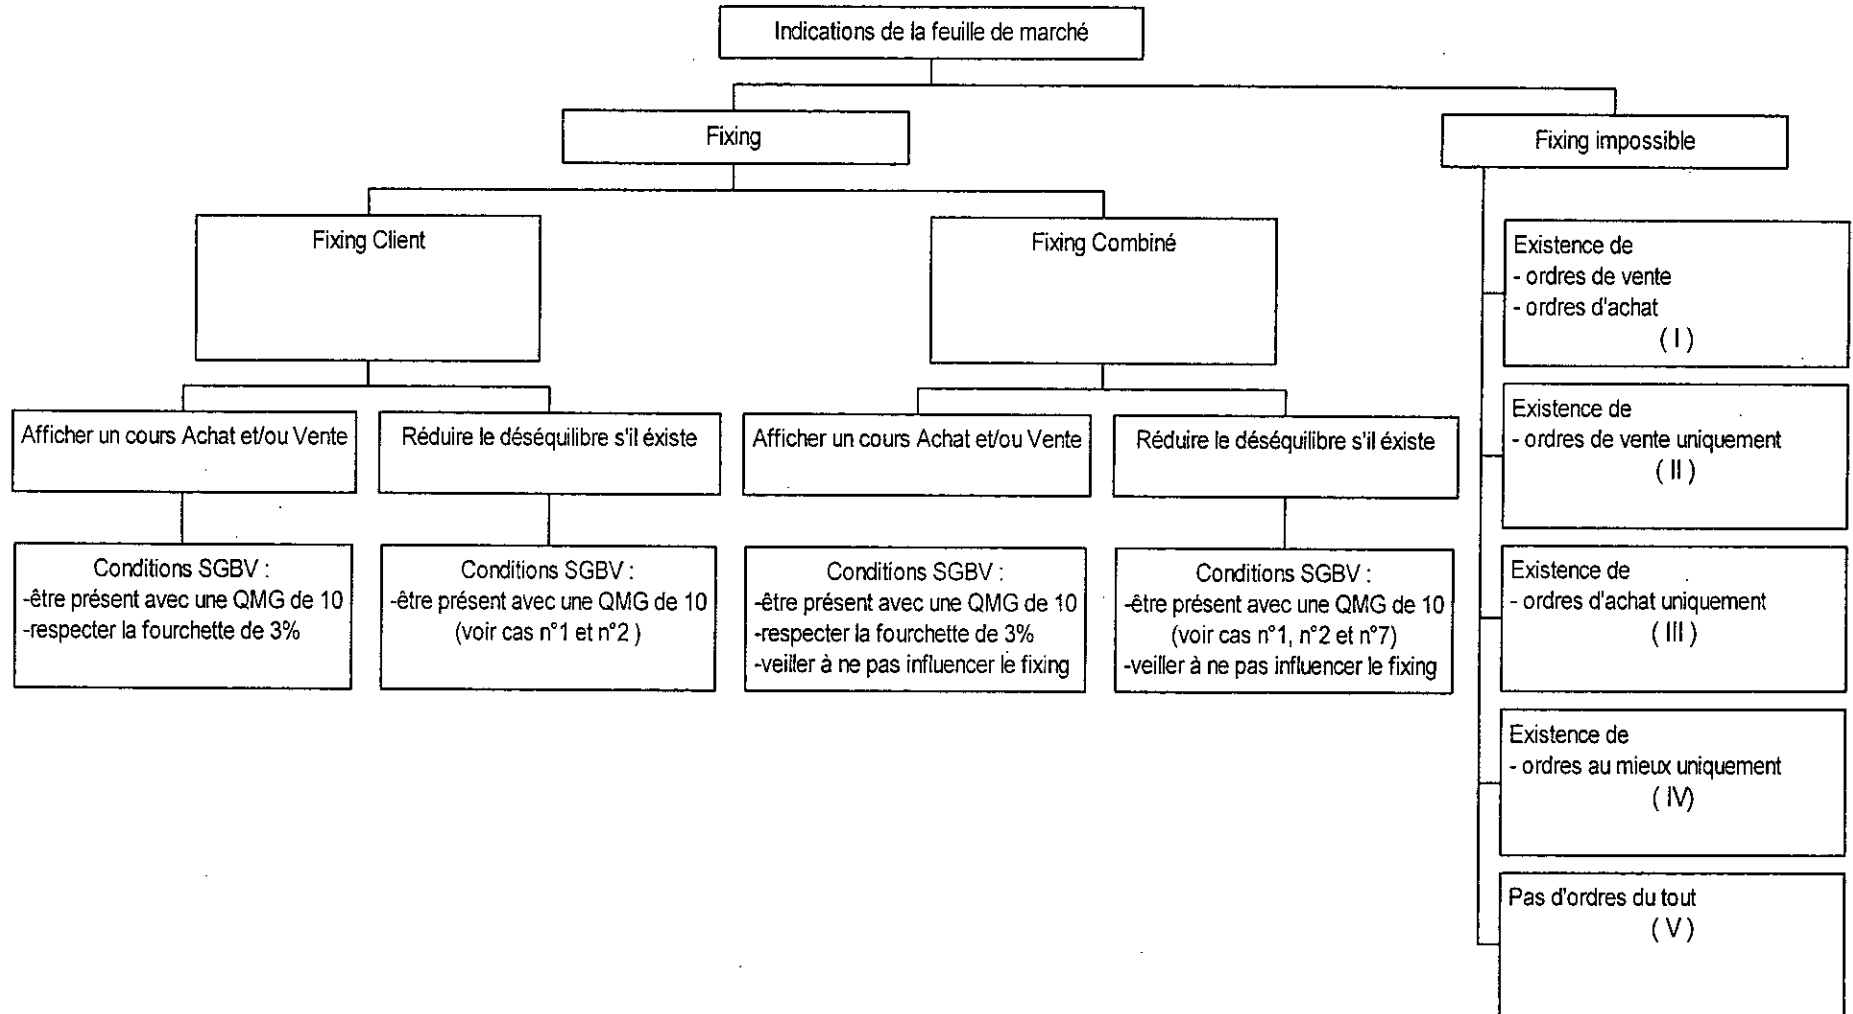 Indications de la feuille de marché
Fixing
Fixing impossible
Fixing Client
Fixing Combiné
Existence de
- ordres de vente
- ordres d'achat
( I )
Afficher un cours Achat et/ou Vente
Réduire le déséquilibre s'il éxiste
Afficher un cours Achat et/ou Vente
Réduire le déséquilibre s'il éxiste
Existence de
- ordres de vente uniquement
( II )
Conditions SGBV :
-être présent avec une QMG de 10
-respecter la fourchette de 3%
Conditions SGBV :
-être présent avec une QMG de 10
(voir cas n°1 et n°2 )
Conditions SGBV :
-être présent avec une QMG de 10
-respecter la fourchette de 3%
-veiller à ne pas influencer le fixing
Conditions SGBV :
-être présent avec une QMG de 10
(voir cas n°1, n°2 et n°7)
-veiller à ne pas influencer le fixing
Existence de
- ordres d'achat uniquement
( III )
Existence de
- ordres au mieux uniquement
( IV)
Pas d'ordres du tout
( V )